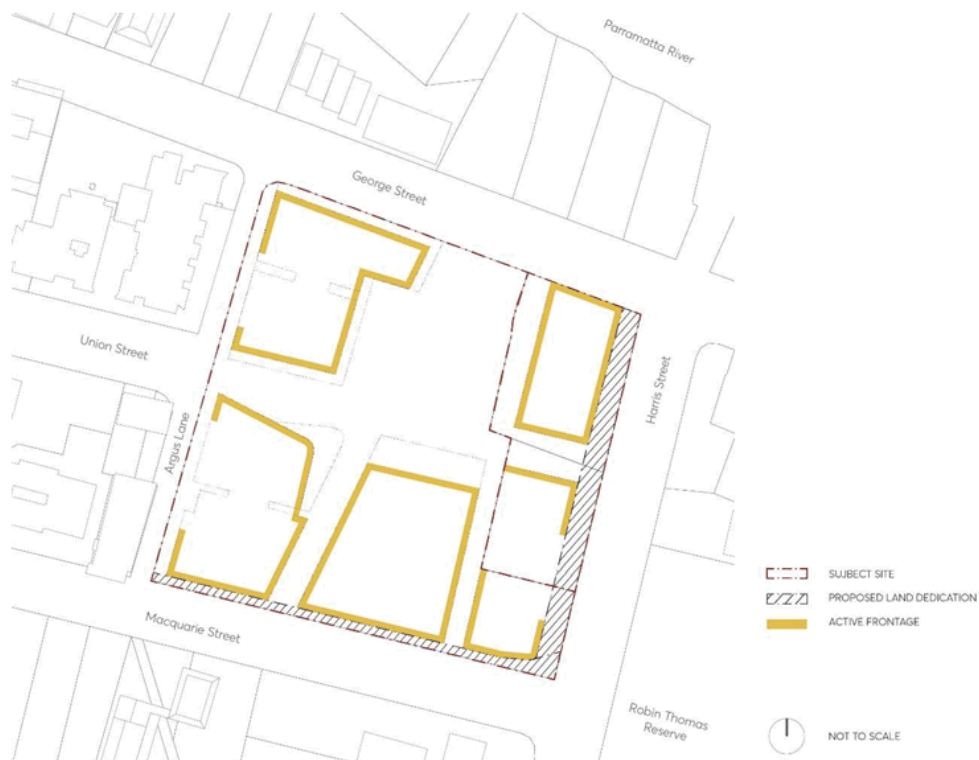 Parramatta River
George Street
Union Street
Harris Street
Argus Lane
Macquarie Street
Robin Thomas
Reserve
SUJBECT SITE
PROPOSED LAND DEDICATION
ACTIVE FRONTAGE
NOT TO SCALE